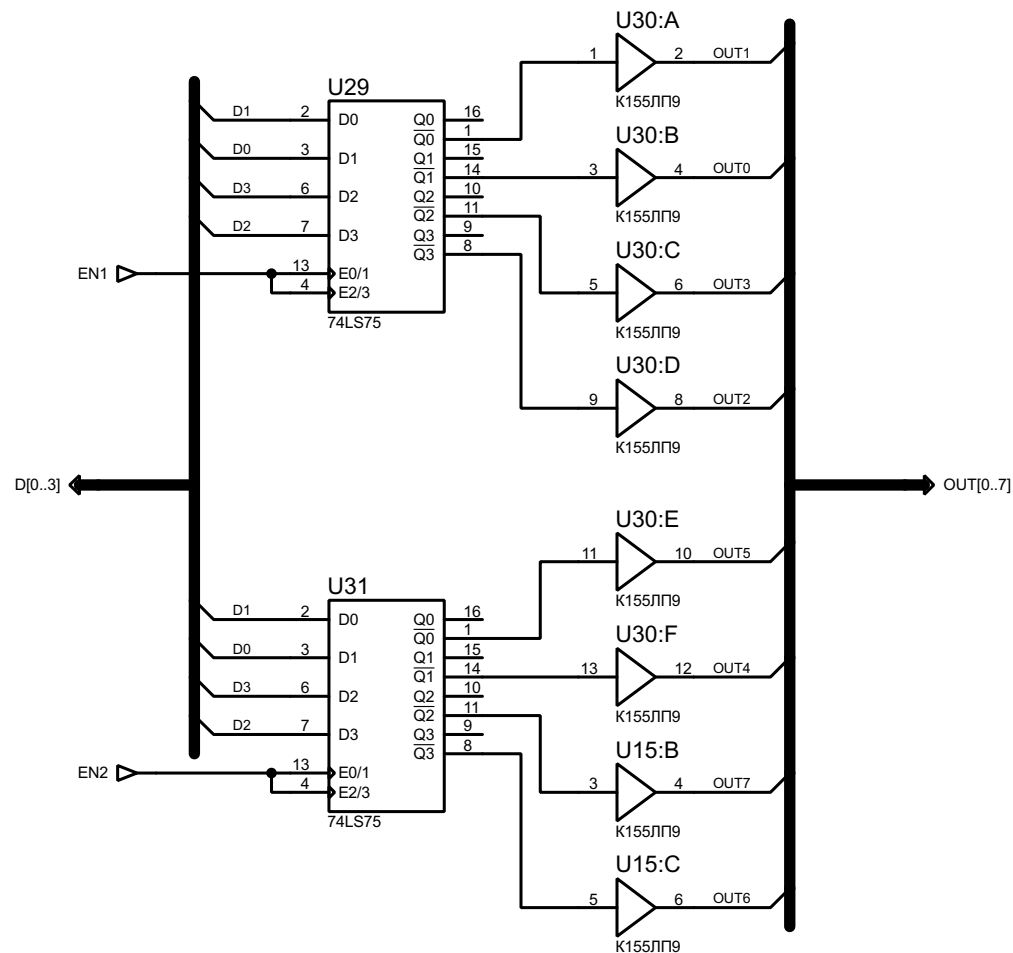 U30:A
1 2 OUT1
К155ЛП9
U29
D1 2 D0 Q0 16
Q0 1
D0 3 D1 Q1 15
Q1 14
D3 6 D2 Q2 10
Q2 11
D2 7 D3 Q3 9
Q3 8
EN1 13 E0/1
4 E2/3
74LS75
U30:B
3 4 OUT0
К155ЛП9
U30:C
5 6 OUT3
К155ЛП9
U30:D
9 8 OUT2
К155ЛП9
D[0..3]
OUT[0..7]
U30:E
11 10 OUT5
К155ЛП9
U31
D1 2 D0 Q0 16
Q0 1
D0 3 D1 Q1 15
Q1 14
D3 6 D2 Q2 10
Q2 11
D2 7 D3 Q3 9
Q3 8
EN2 13 E0/1
4 E2/3
74LS75
U30:F
13 12 OUT4
К155ЛП9
U15:B
3 4 OUT7
К155ЛП9
U15:C
5 6 OUT6
К155ЛП9